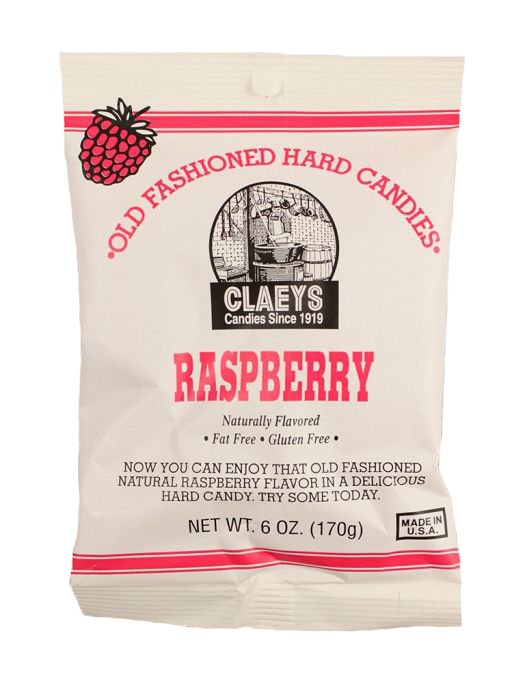 •OLD FASHIONED HARD CANDIES•
CLAEYS
Candies Since 1919
RASPBERRY
Naturally Flavored
• Fat Free • Gluten Free •
NOW YOU CAN ENJOY THAT OLD FASHIONED
NATURAL RASPBERRY FLAVOR IN A DELICIOUS
HARD CANDY. TRY SOME TODAY.
NET WT. 6 OZ. (170g)
MADE IN
U.S.A.